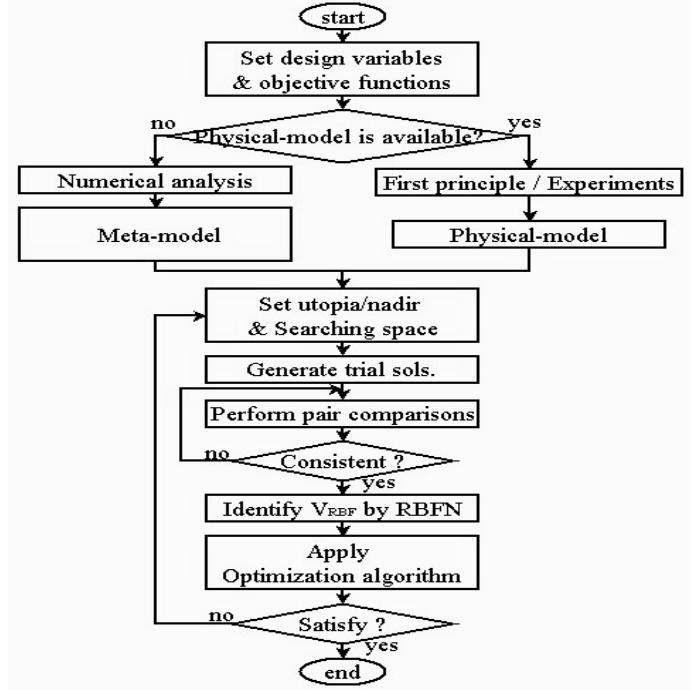 start
Set design variables
& objective functions
no
yes
Physical-model is available?
Numerical analysis
First principle / Experiments
Meta-model
Physical-model
Set utopia/nadir
& Searching space
Generate trial sols.
Perform pair comparisons
no
Consistent ?
yes
Identify VRBF by RBFN
Apply
Optimization algorithm
no
Satisfy ?
yes
end